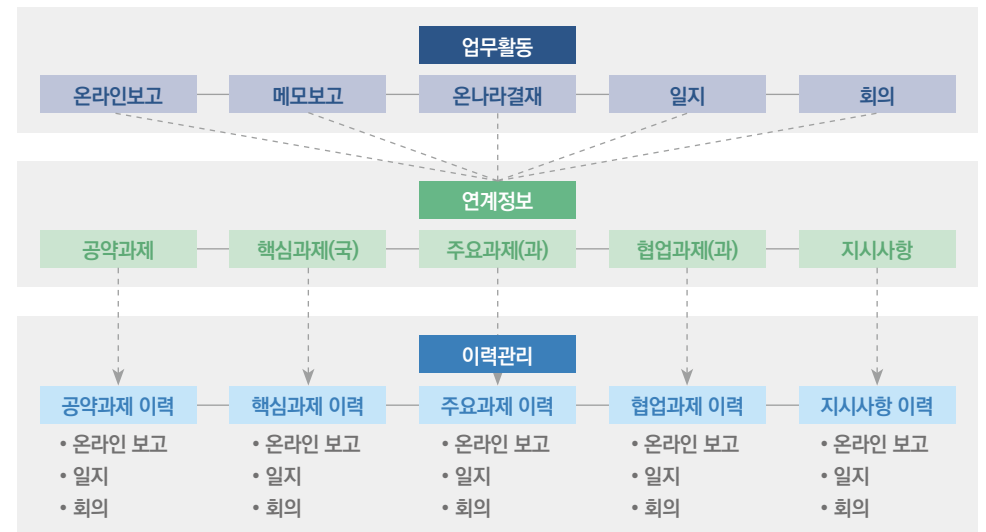 업무활동
온라인보고 메모보고 온나라결재 일지 회의
연계정보
공약과제 핵심과제(국) 주요과제(과) 협업과제(과) 지시사항
이력관리
공약과제 이력 핵심과제 이력 주요과제 이력 협업과제 이력 지시사항 이력
• 온라인 보고 • 온라인 보고 • 온라인 보고 • 온라인 보고 • 온라인 보고
• 일지 • 일지 • 일지 • 일지 • 일지
• 회의 • 회의 • 회의 • 회의 • 회의